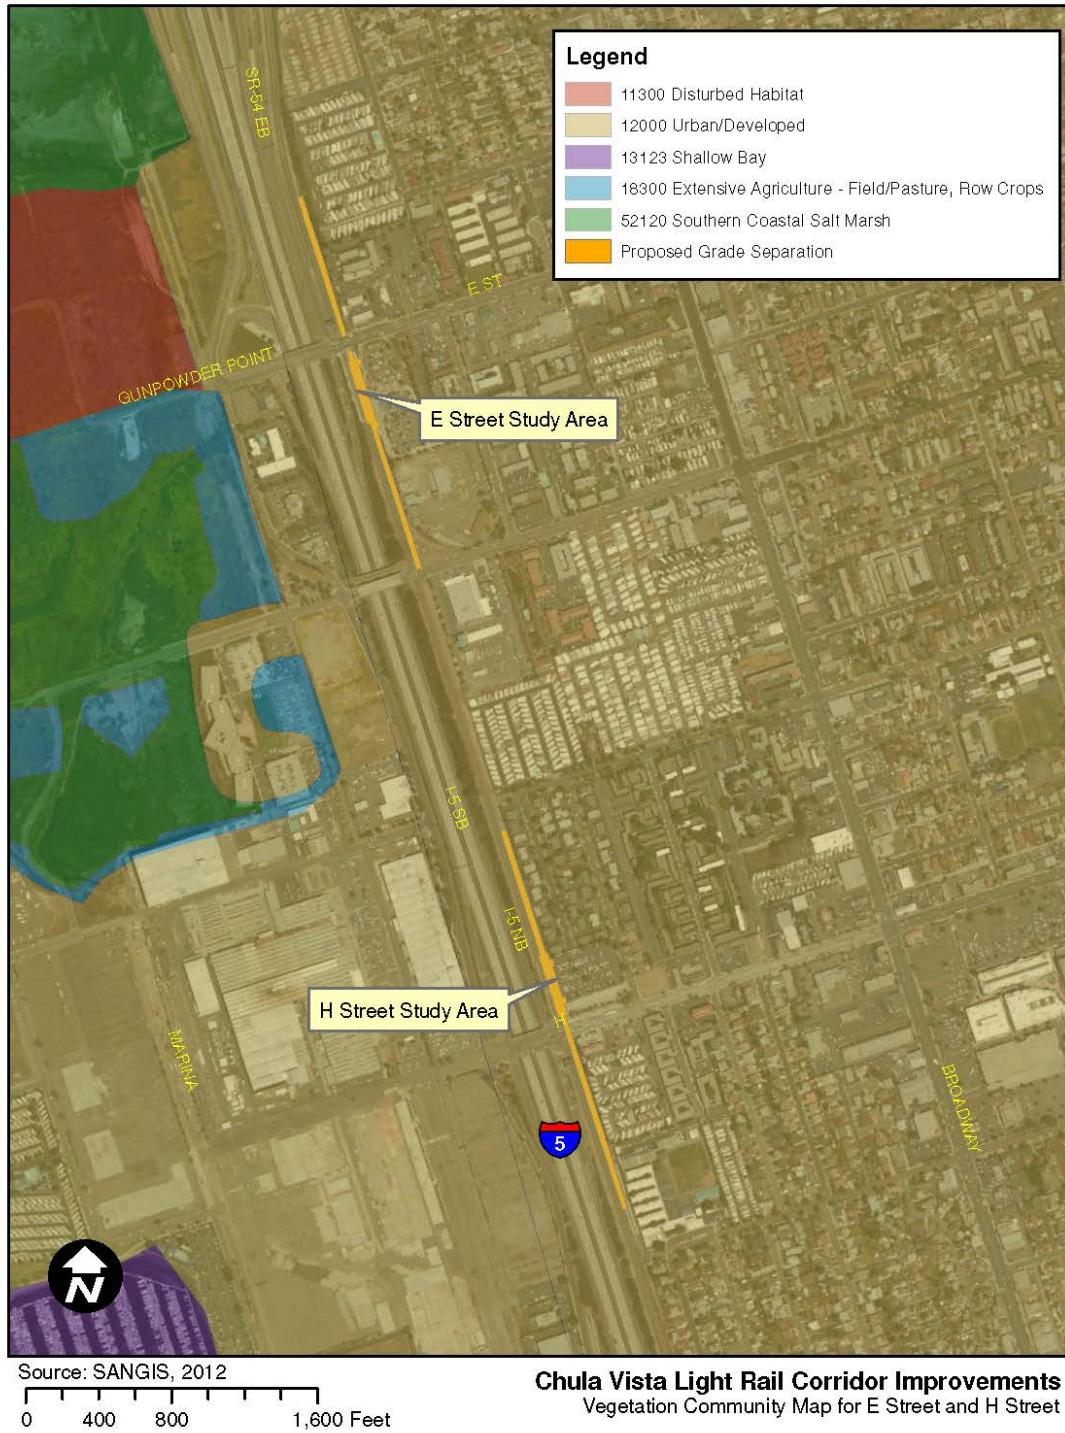 Legend
11300 Disturbed Habitat
12000 Urban/Developed
13123 Shallow Bay
18300 Extensive Agriculture - Field/Pasture, Row Crops
52120 Southern Coastal Salt Marsh
Proposed Grade Separation
SR-54 EB
E ST
GUNPOWDER POINT
E Street Study Area
I-5 SB
I-5 NB
H Street Study Area
H
MARINA
BROADWAY
5
N
Source: SANGIS, 2012
0 400 800 1,600 Feet
Chula Vista Light Rail Corridor Improvements
Vegetation Community Map for E Street and H Street